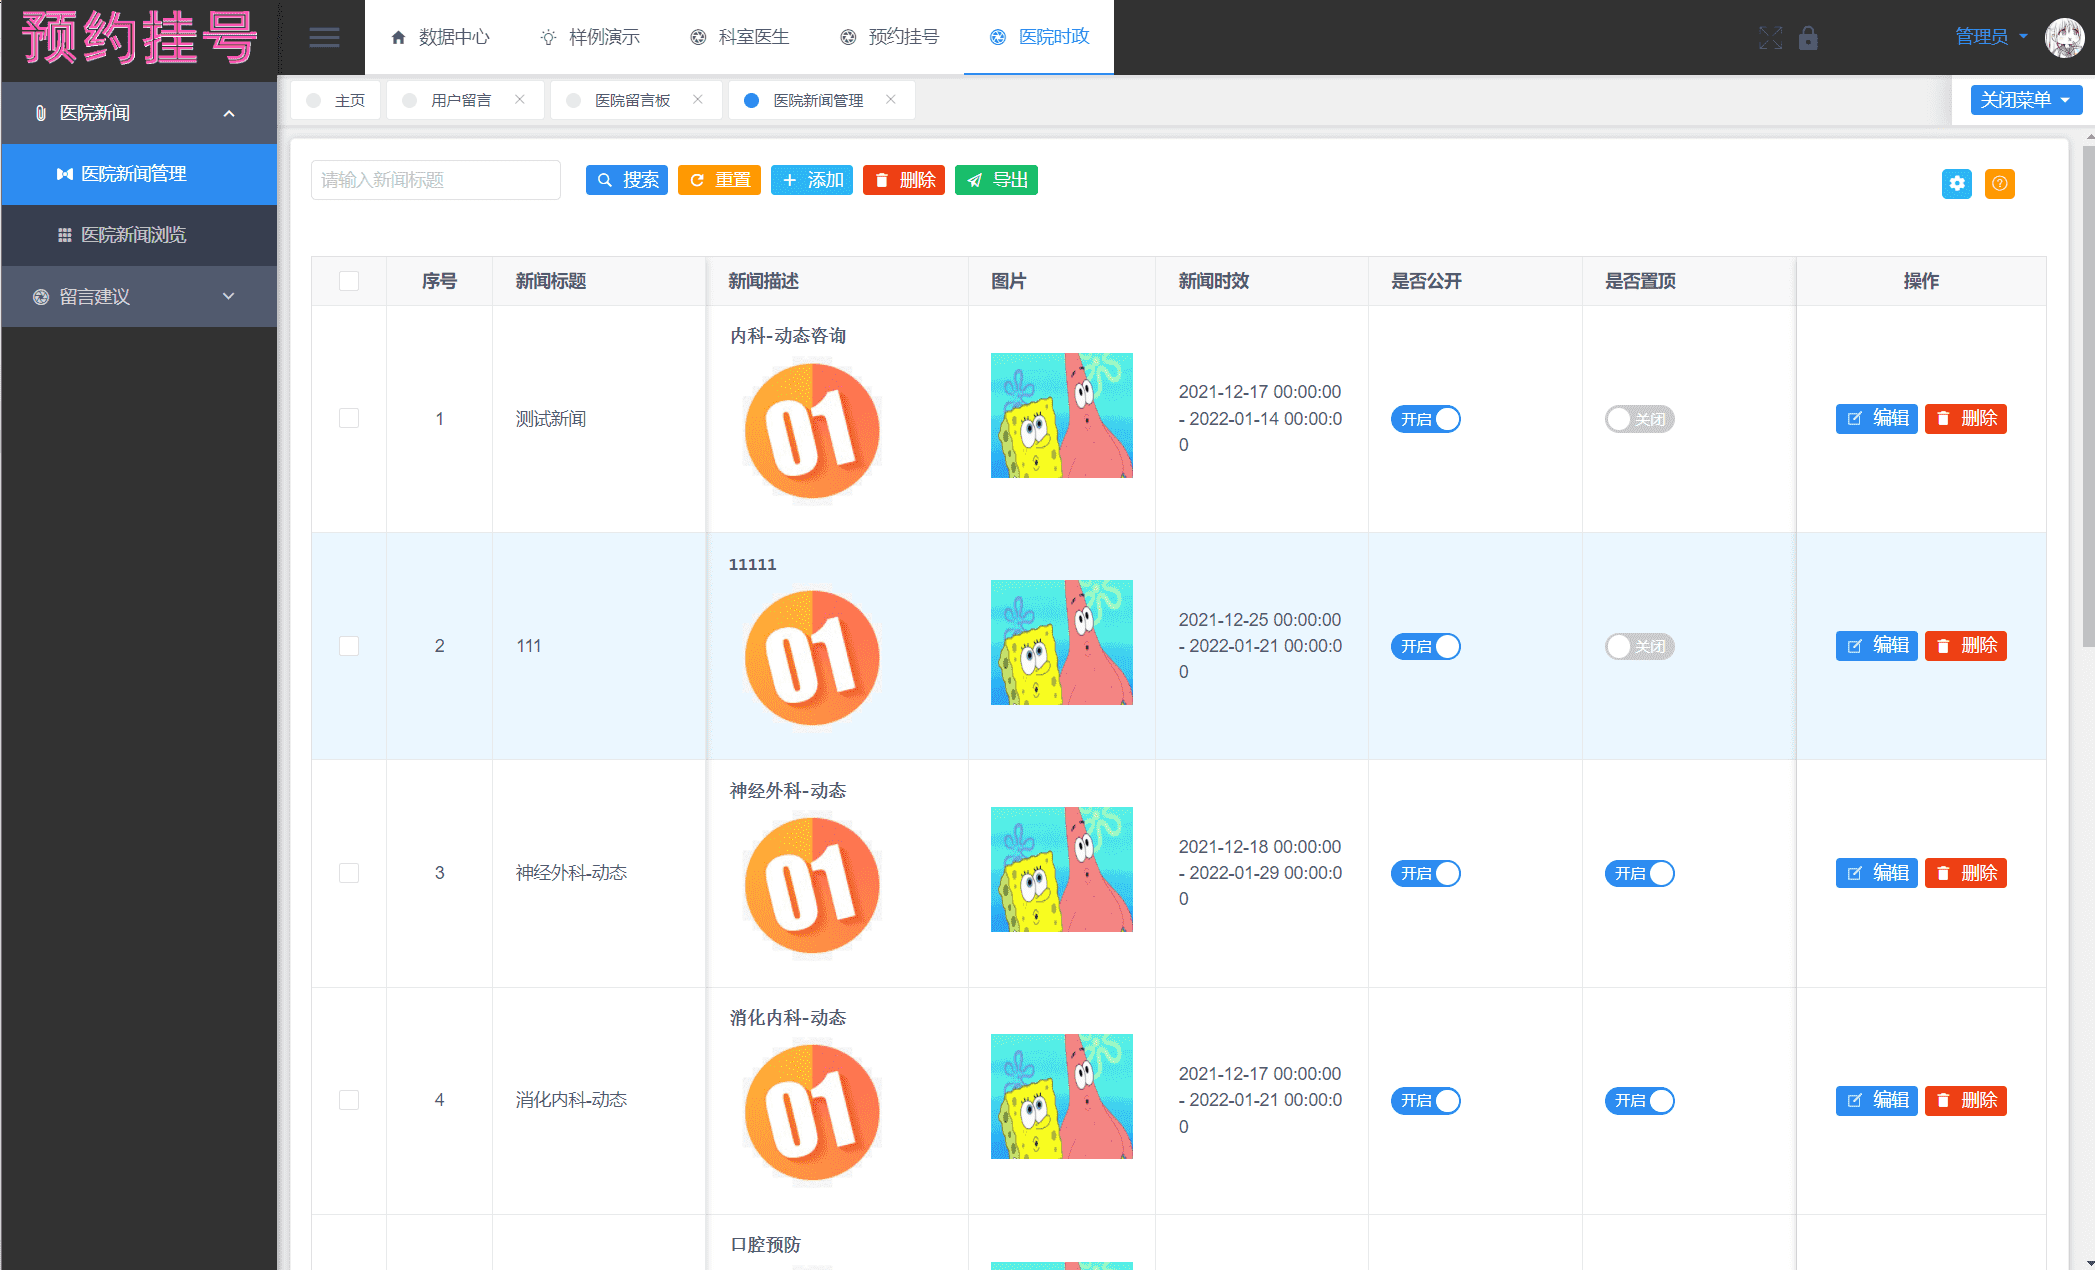 预约挂号
数据中心
样例演示
科室医生
预约挂号
医院时政
管理员
主页
用户留言
医院留言板
医院新闻管理
关闭菜单
医院新闻
医院新闻管理
医院新闻浏览
留言建议
请输入新闻标题
搜索
重置
添加
删除
导出
序号 新闻标题 新闻描述 图片 新闻时效 是否公开 是否置顶 操作
内科-动态咨询
01
1
测试新闻
2021-12-17 00:00:00
- 2022-01-14 00:00:0
0
开启
关闭
编辑
删除
11111
01
2
111
2021-12-25 00:00:00
- 2022-01-21 00:00:0
0
开启
关闭
编辑
删除
神经外科-动态
01
3
神经外科-动态
2021-12-18 00:00:00
- 2022-01-29 00:00:0
0
开启
开启
编辑
删除
消化内科-动态
01
4
消化内科-动态
2021-12-17 00:00:00
- 2022-01-21 00:00:0
0
开启
开启
编辑
删除
口腔预防